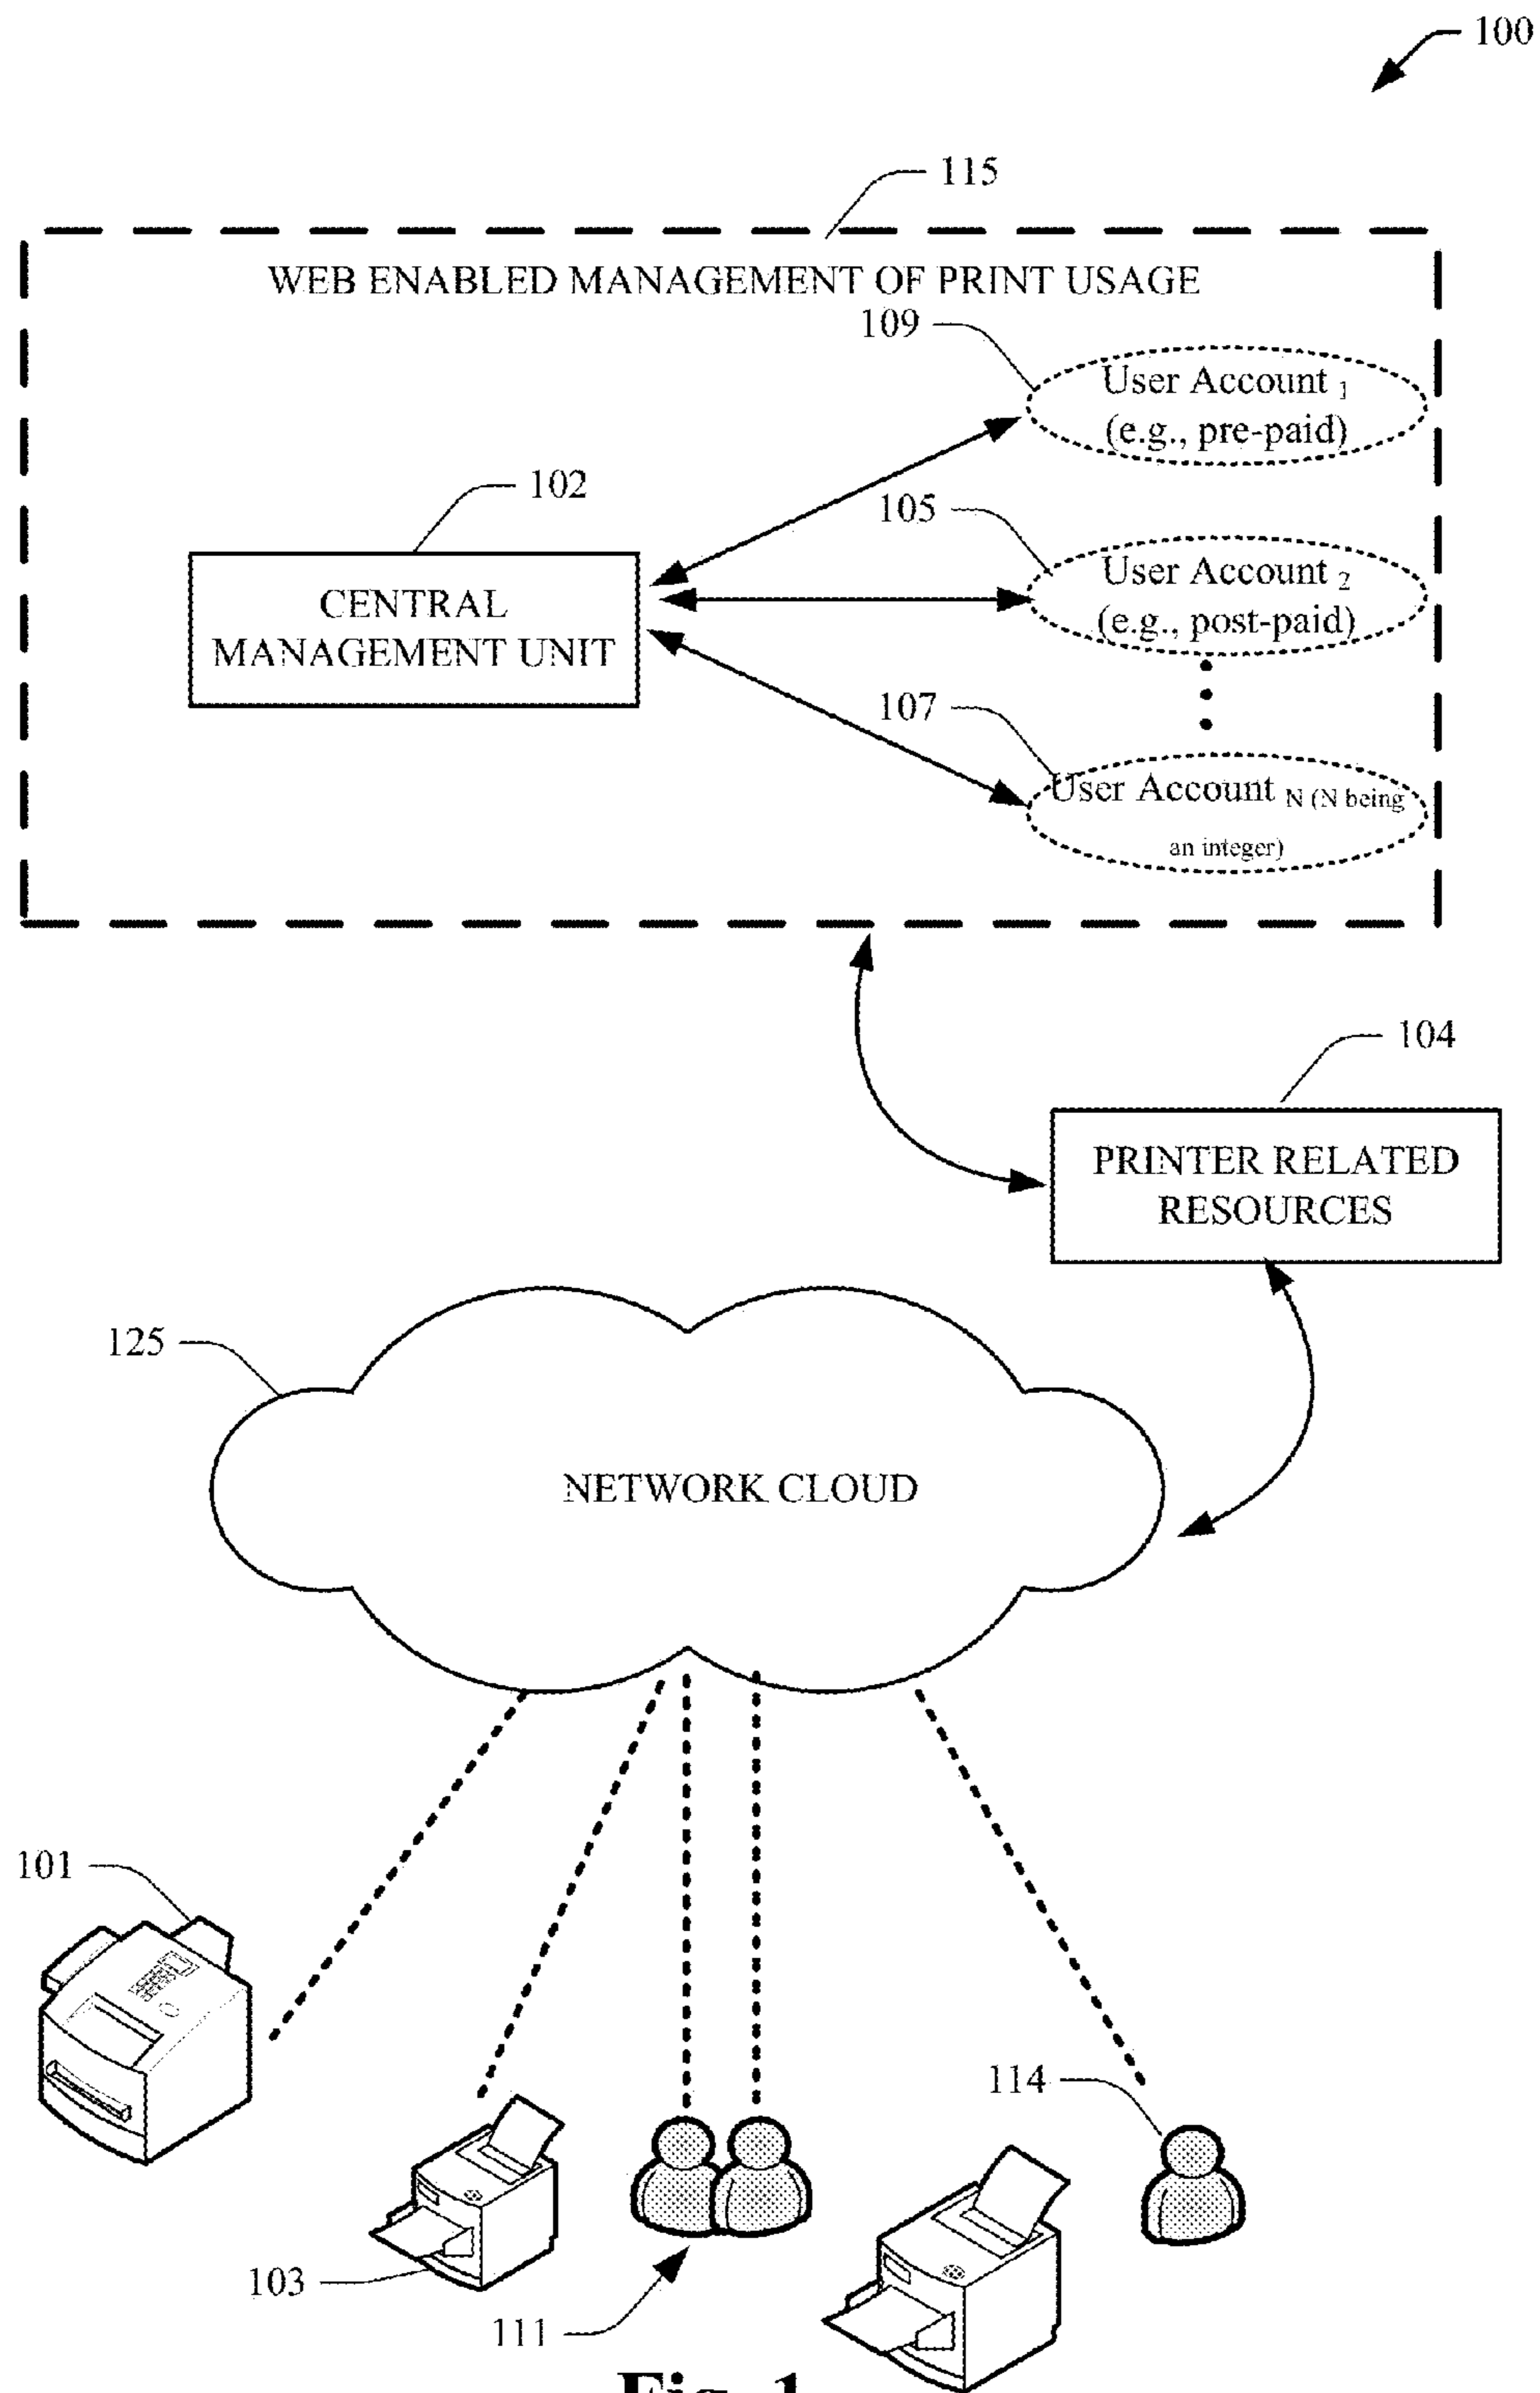 100
115
WEB ENABLED MANAGEMENT OF PRINT USAGE
109
User Account 1
(e.g., pre-paid)
102
105
CENTRAL
MANAGEMENT UNIT
User Account 2
(e.g., post-paid)
107
User Account N (N being
an integer)
104
PRINTER RELATED
RESOURCES
125
NETWORK CLOUD
101
114
103
111
Fig. 1